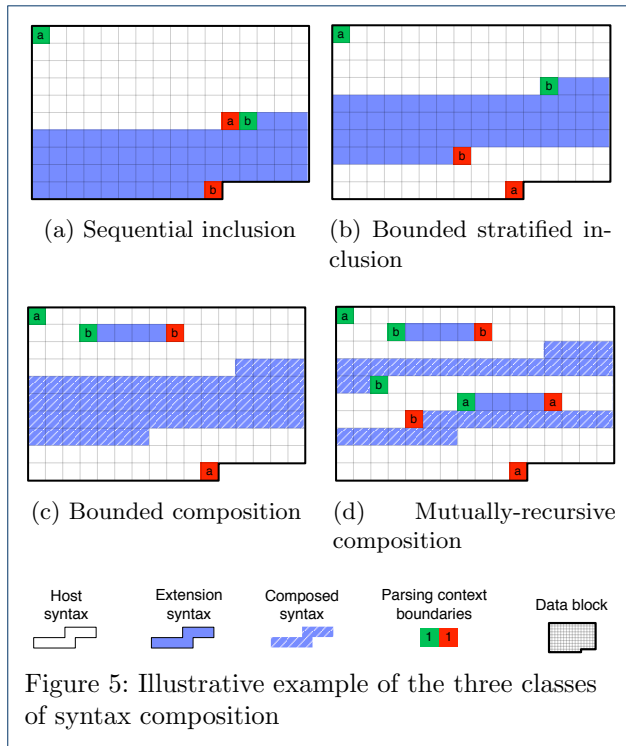 a
a b
b
(a) Sequential inclusion
a
b
b
a
(b) Bounded stratified in-
clusion
a
b b
a
(c) Bounded composition
a
b b
b
a a
b
a
(d) Mutually-recursive
composition
Host
syntax
Extension
syntax
Composed
syntax
Parsing context
boundaries
1 1
Data block
Figure 5: Illustrative example of the three classes
of syntax composition